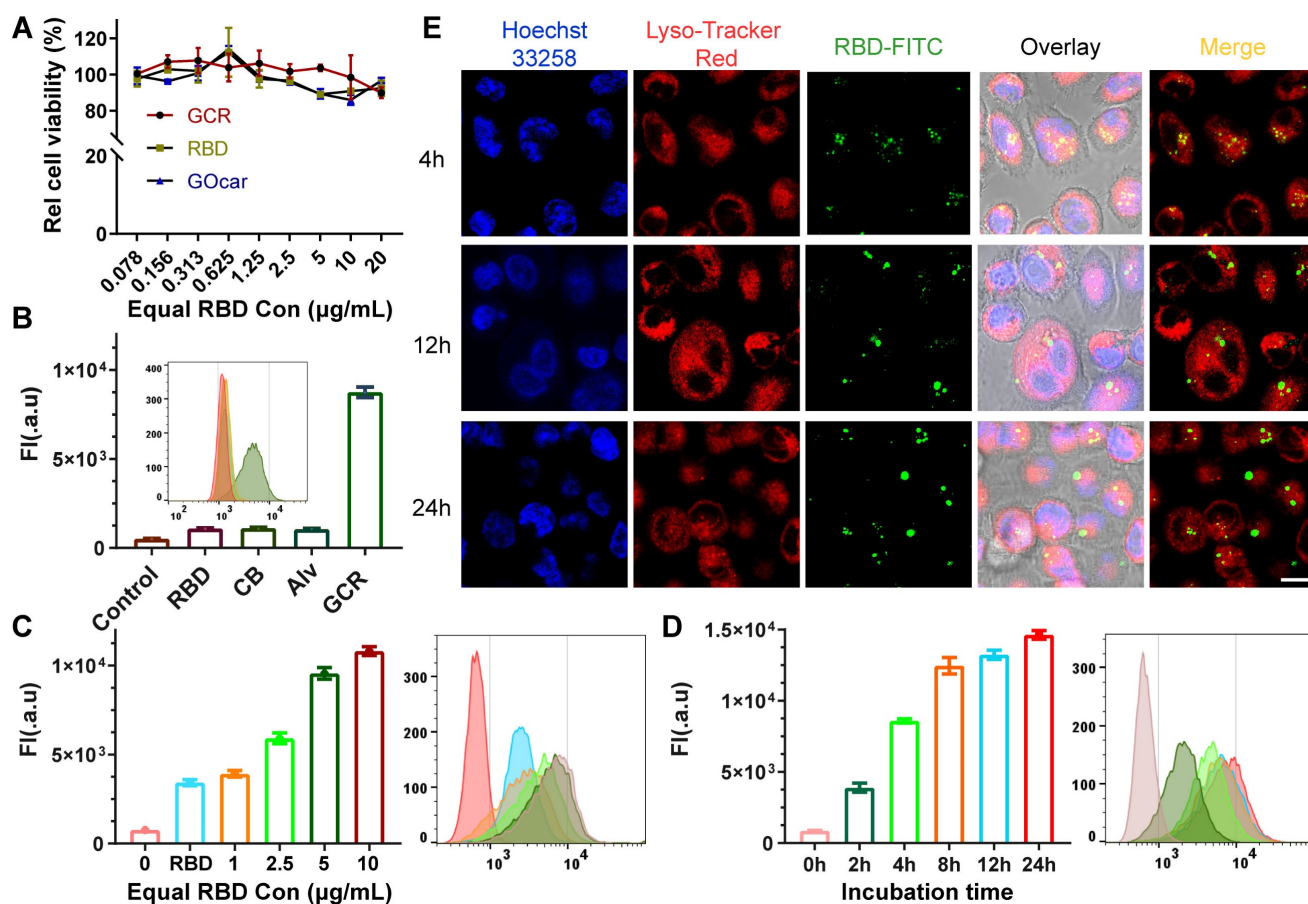 A
Rel cell viability (%)
120
100
80
20
0
GCR
RBD
GOcar
0.078
0.156
0.313
0.625
1.25
2.5
5
10
20
Equal RBD Con (μg/mL)
B
FI(.a.u)
1×10⁴
5×10³
0
400
300
200
100
0
10²
10³
10⁴
Control
RBD
CB
Alv
GCR
C
FI(.a.u)
1×10⁴
5×10³
0
0
RBD
1
2.5
5
10
Equal RBD Con (μg/mL)
300
200
100
0
10³
10⁴
D
FI(.a.u)
1.5×10⁴
1×10⁴
5×10³
0
0h
2h
4h
8h
12h
24h
Incubation time
300
200
100
0
10³
10⁴
E
Hoechst
33258
Lyso-Tracker
Red
RBD-FITC
Overlay
Merge
4h
12h
24h